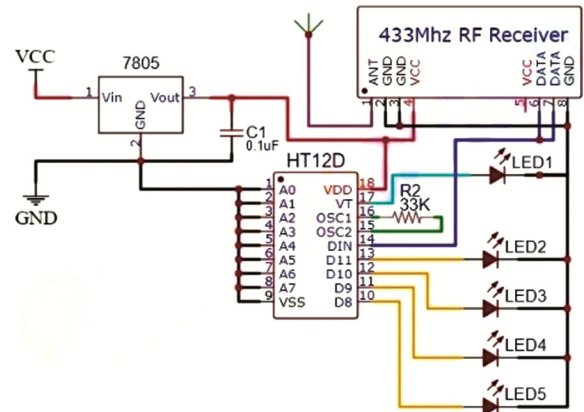 433Mhz RF Receiver
ANT
GND
GND
VCC
VCC
DATA
DATA
GND
1 2 3 4 5 6 7 8
VCC
7805
1 Vin Vout 3
GND
2
C1
0.1uF
GND
HT12D
1 A0 VDD 18
2 A1 VT 17
3 A2 OSC1 16
4 A3 OSC2 15
5 A4 DIN 14
6 A5 D11 13
7 A6 D10 12
8 A7 D9 11
9 VSS D8 10
R2
33K
LED1
LED2
LED3
LED4
LED5